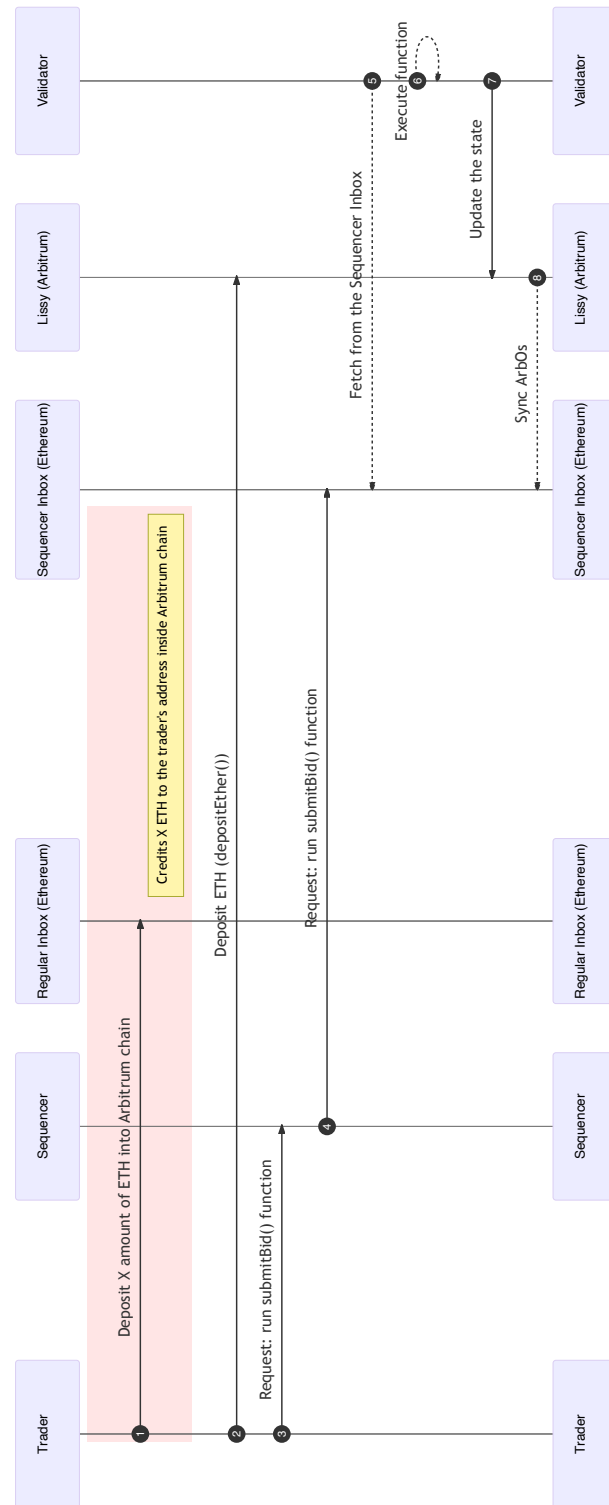 Trader
Sequencer
Regular Inbox (Ethereum)
Sequencer Inbox (Ethereum)
Lissy (Arbitrum)
Validator
1
Deposit X amount of ETH into Arbitrum chain
Credits X ETH to the trader's address inside Arbitrum chain
2
Deposit ETH (depositEther())
3
Request: run submitBid() function
4
Request: run submitBid() function
5
Fetch from the Sequencer Inbox
6
Execute function
7
Update the state
8
Sync ArbOs
Trader
Sequencer
Regular Inbox (Ethereum)
Sequencer Inbox (Ethereum)
Lissy (Arbitrum)
Validator